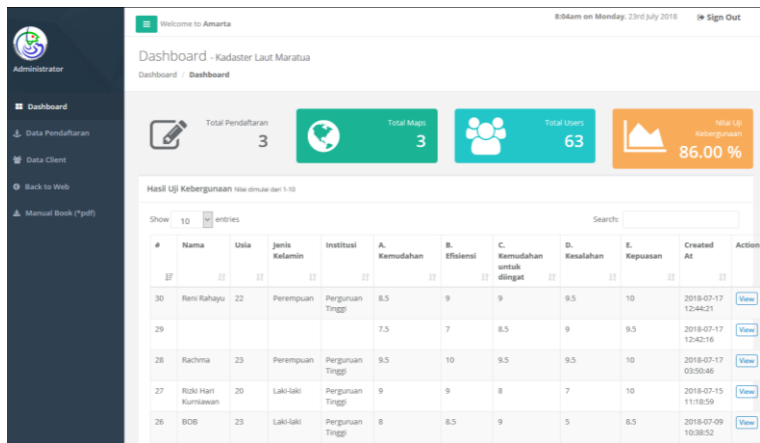 Welcome to Amarta
8:04am on Monday, 23rd July 2018
Sign Out
Administrator
Dashboard
Data Pendaftaran
Data Client
Back to Web
Manual Book (*pdf)
Dashboard - Kadaster Laut Maratua
Dashboard / Dashboard
Total Pendaftaran
3
Total Maps
3
Total Users
63
Nilai Uji
Kebergunaan
86.00 %
Hasil Uji Kebergunaan Nilai dimulai dari 1-10
Show 10 entries
Search:
# Nama Usia Jenis Kelamin Institusi A. Kemudahan B. Efisiensi C. Kemudahan untuk diingat D. Kesalahan E. Kepuasan Created At Action
30 Reni Rahayu 22 Perempuan Perguruan Tinggi 8.5 9 9 9.5 10 2018-07-17 12:44:21 View
29 7.5 7 8.5 9 9.5 2018-07-17 12:42:16 View
28 Rachma 23 Perempuan Perguruan Tinggi 9.5 10 9.5 9.5 10 2018-07-17 03:50:46 View
27 Rizki Hari Kurniawan 20 Laki-laki Perguruan Tinggi 9 9 8 7 10 2018-07-15 11:18:59 View
26 BOB 23 Laki-laki Perguruan Tinggi 8 8.5 9 5 8.5 2018-07-09 10:38:52 View